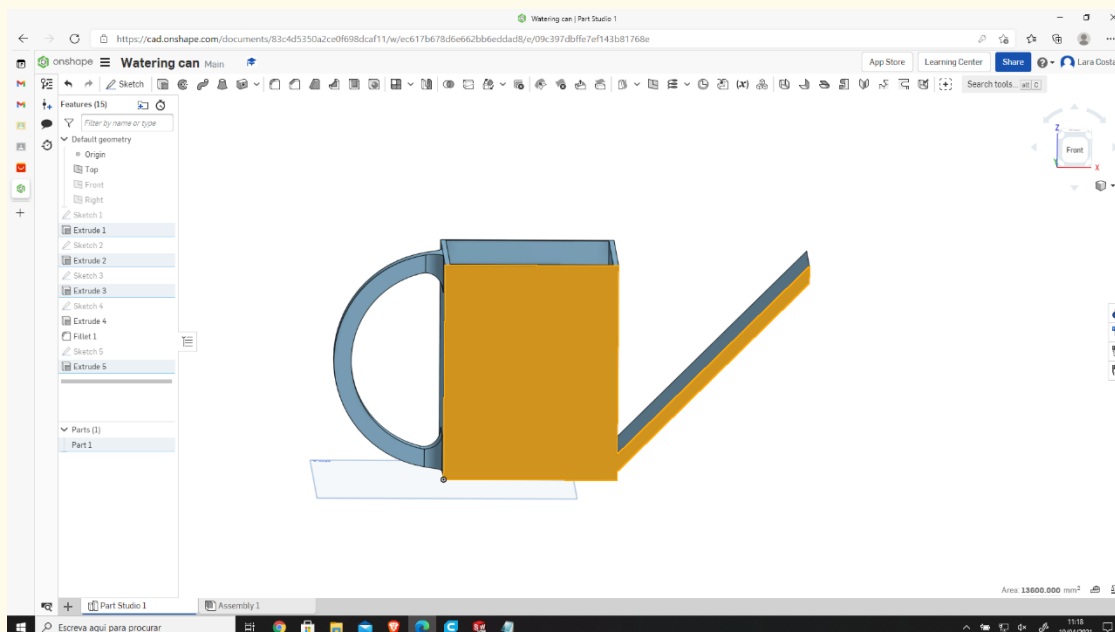 Watering can | Part Studio 1
https://cad.onshape.com/documents/83c4d5350a2ce0f698dcaf11/w/ec617b678d6e662bb6eddad8/e/09c397dbffe7ef143b81768e
onshape Watering can Main App Store Learning Center Share Lara Costa
Sketch Search tools... alt C
Features (15)
Filter by name or type
Default geometry
Origin
Top
Front
Right
Sketch 1
Extrude 1
Sketch 2
Extrude 2
Sketch 3
Extrude 3
Sketch 4
Extrude 4
Fillet 1
Sketch 5
Extrude 5
Parts (1)
Part 1
Z
Front
X
Area: 13600.000 mm²
Part Studio 1 Assembly 1
Escreva aqui para procurar
11:18